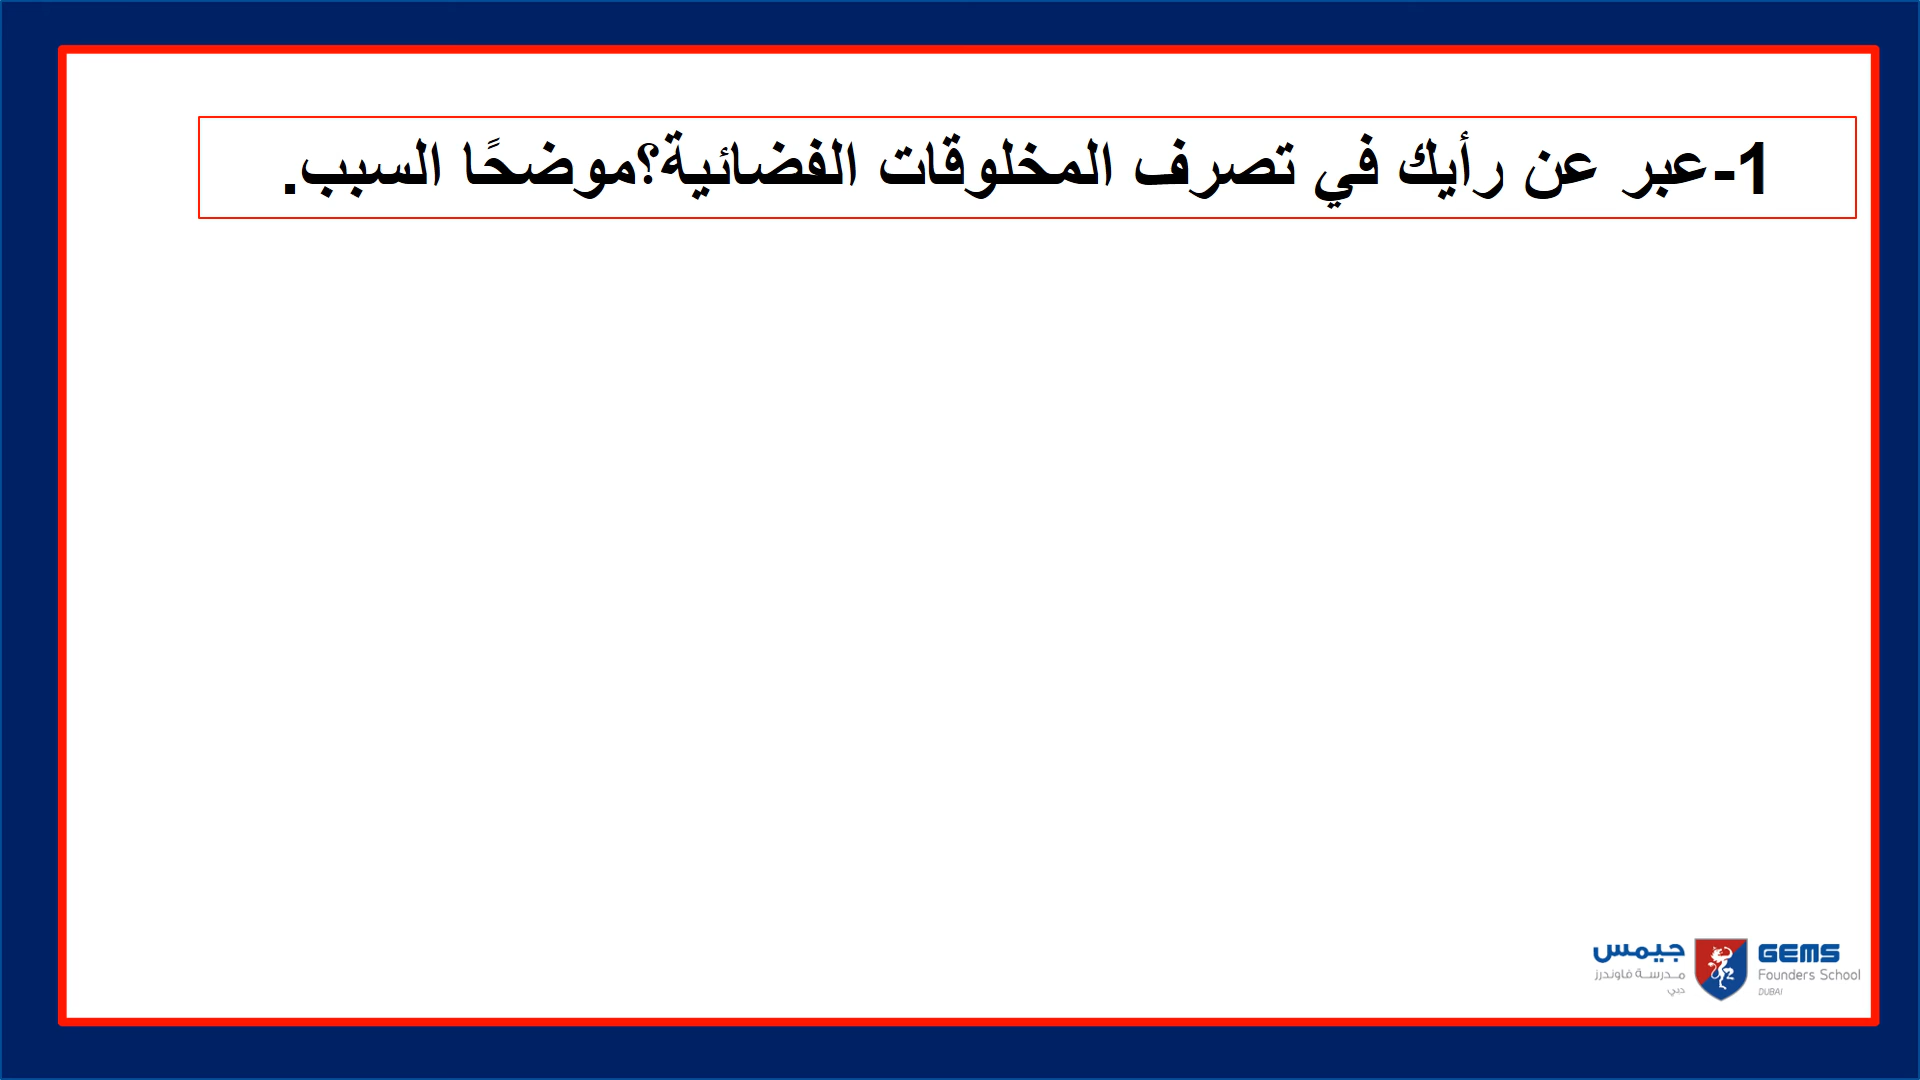 1-عبر عن رأيك في تصرف المخلوقات الفضائية؟موضحًا السبب.
جيمس
مدرسة فاوندرز
دبي
GEMS
Founders School
DUBAI